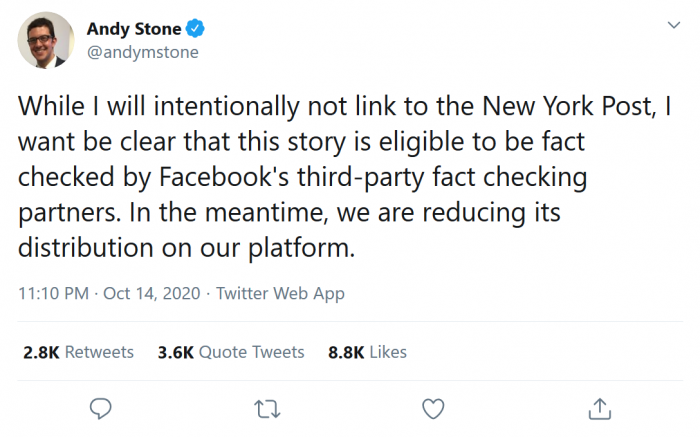 Andy Stone
@andymstone
While I will intentionally not link to the New York Post, I
want be clear that this story is eligible to be fact
checked by Facebook's third-party fact checking
partners. In the meantime, we are reducing its
distribution on our platform.
11:10 PM · Oct 14, 2020 · Twitter Web App
2.8K Retweets 3.6K Quote Tweets 8.8K Likes